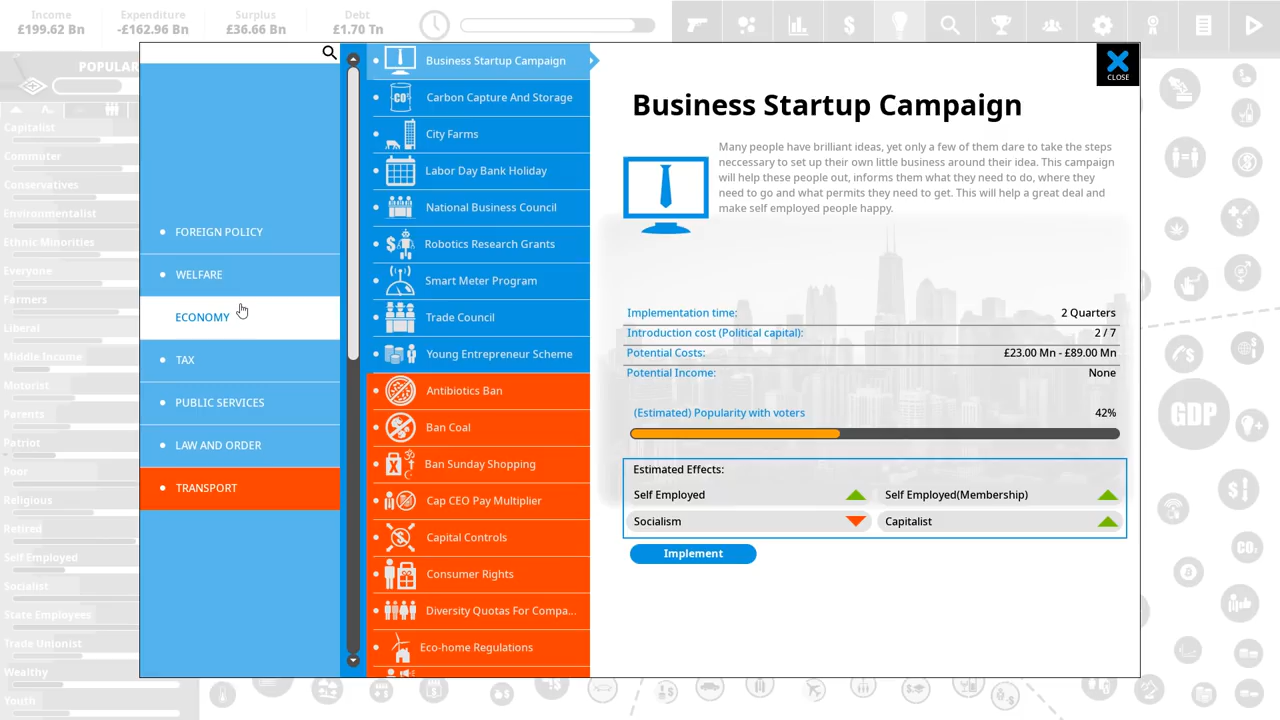 Income
£199.62 Bn
Expenditure
-£162.96 Bn
Surplus
£36.66 Bn
Debt
£1.70 Tn
POPULAR
Capitalist
Commuter
Conservatives
Environmentalist
Ethnic Minorities
Everyone
Farmers
Liberal
Middle Income
Motorist
Parents
Patriot
Poor
Religious
Retired
Self Employed
Socialist
State Employees
Trade Unionist
Wealthy
Youth
FOREIGN POLICY
WELFARE
ECONOMY
TAX
PUBLIC SERVICES
LAW AND ORDER
TRANSPORT
Business Startup Campaign
Carbon Capture And Storage
City Farms
Labor Day Bank Holiday
National Business Council
Robotics Research Grants
Smart Meter Program
Trade Council
Young Entrepreneur Scheme
Antibiotics Ban
Ban Coal
Ban Sunday Shopping
Cap CEO Pay Multiplier
Capital Controls
Consumer Rights
Diversity Quotas For Compa...
Eco-home Regulations
CLOSE
Business Startup Campaign
Many people have brilliant ideas, yet only a few of them dare to take the steps
neccessary to set up their own little business around their idea. This campaign
will help these people out, informs them what they need to do, where they
need to go and what permits they need to get. This will help a great deal and
make self employed people happy.
Implementation time: 2 Quarters
Introduction cost (Political capital): 2 / 7
Potential Costs: £23.00 Mn - £89.00 Mn
Potential Income: None
(Estimated) Popularity with voters 42%
Estimated Effects:
Self Employed Self Employed(Membership)
Socialism Capitalist
Implement
GDP